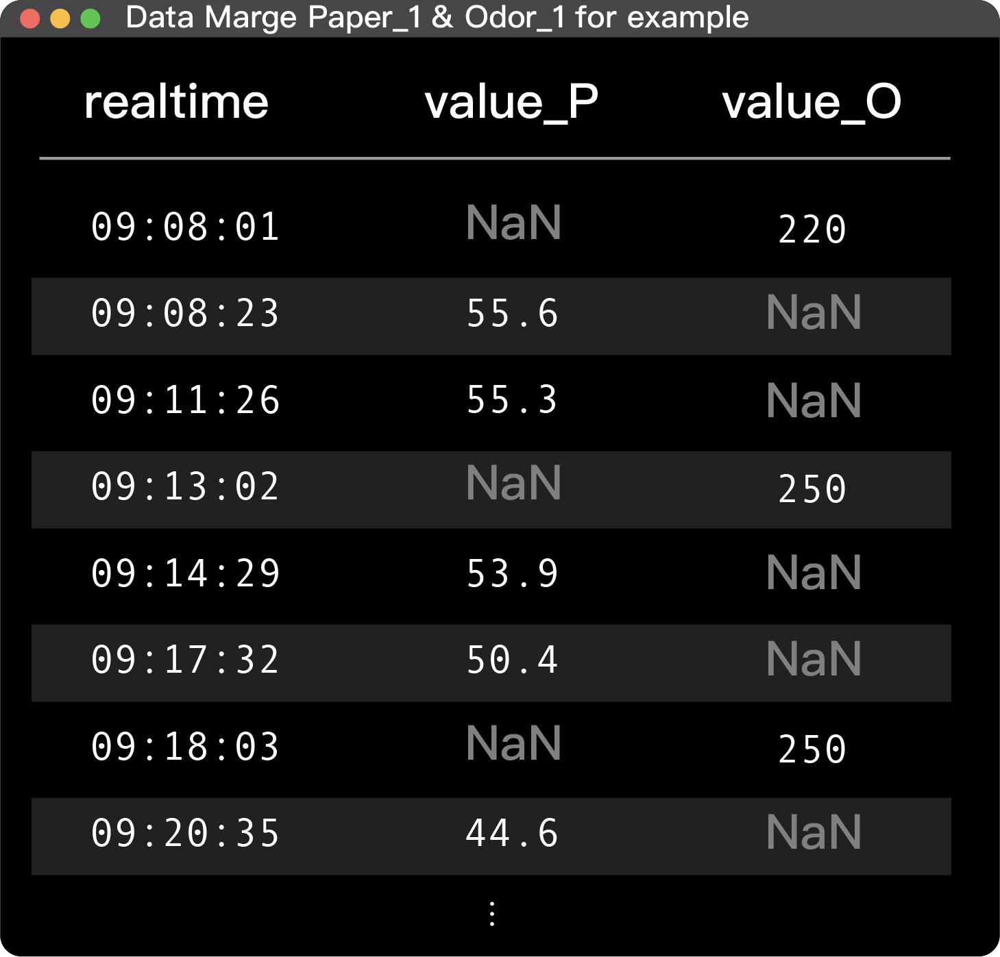 Data Marge Paper_1 & Odor_1 for example
realtime value_P value_O
09:08:01 NaN 220
09:08:23 55.6 NaN
09:11:26 55.3 NaN
09:13:02 NaN 250
09:14:29 53.9 NaN
09:17:32 50.4 NaN
09:18:03 NaN 250
09:20:35 44.6 NaN
⋮